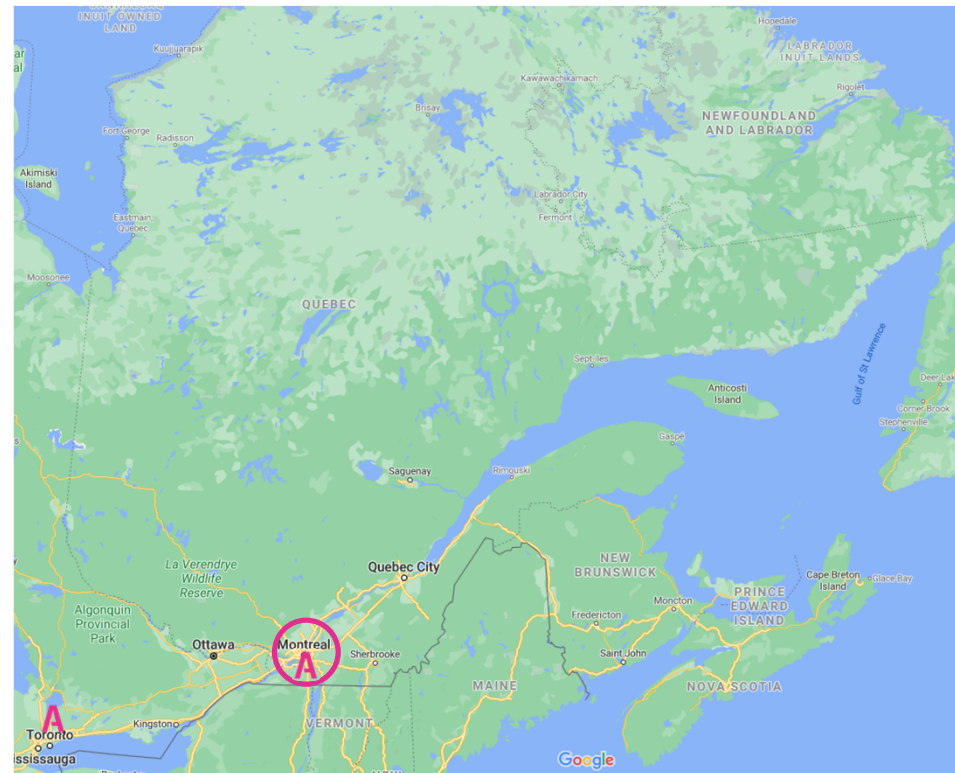 INUIT OWNED
LAND
Hopedale
LABRADOR
INUIT LANDS
Kuujjuarapik
Kawawachikamach
Rigolet
Brisay
NEWFOUNDLAND
AND LABRADOR
Fort George
Radisson
Akimiski
Island
Labrador City
Fermont
Eastmain,
Quebec
Moosonee
QUEBEC
Gulf of St Lawrence
Sept-Iles
Anticosti
Island
Deer Lak
Corner Brook
Stephenville
Gaspé
Saguenay
Rimouski
La Verendrye
Wildlife
Reserve
Quebec City
NEW
BRUNSWICK
Cape Breton
Island
Glace Bay
PRINCE
EDWARD
ISLAND
Algonquin
Provincial
Park
Moncton
Fredericton
Ottawa
Montreal
A
Sherbrooke
Saint John
MAINE
NOVA SCOTIA
A
Toronto
Kingston
VERMONT
ississauga
Google